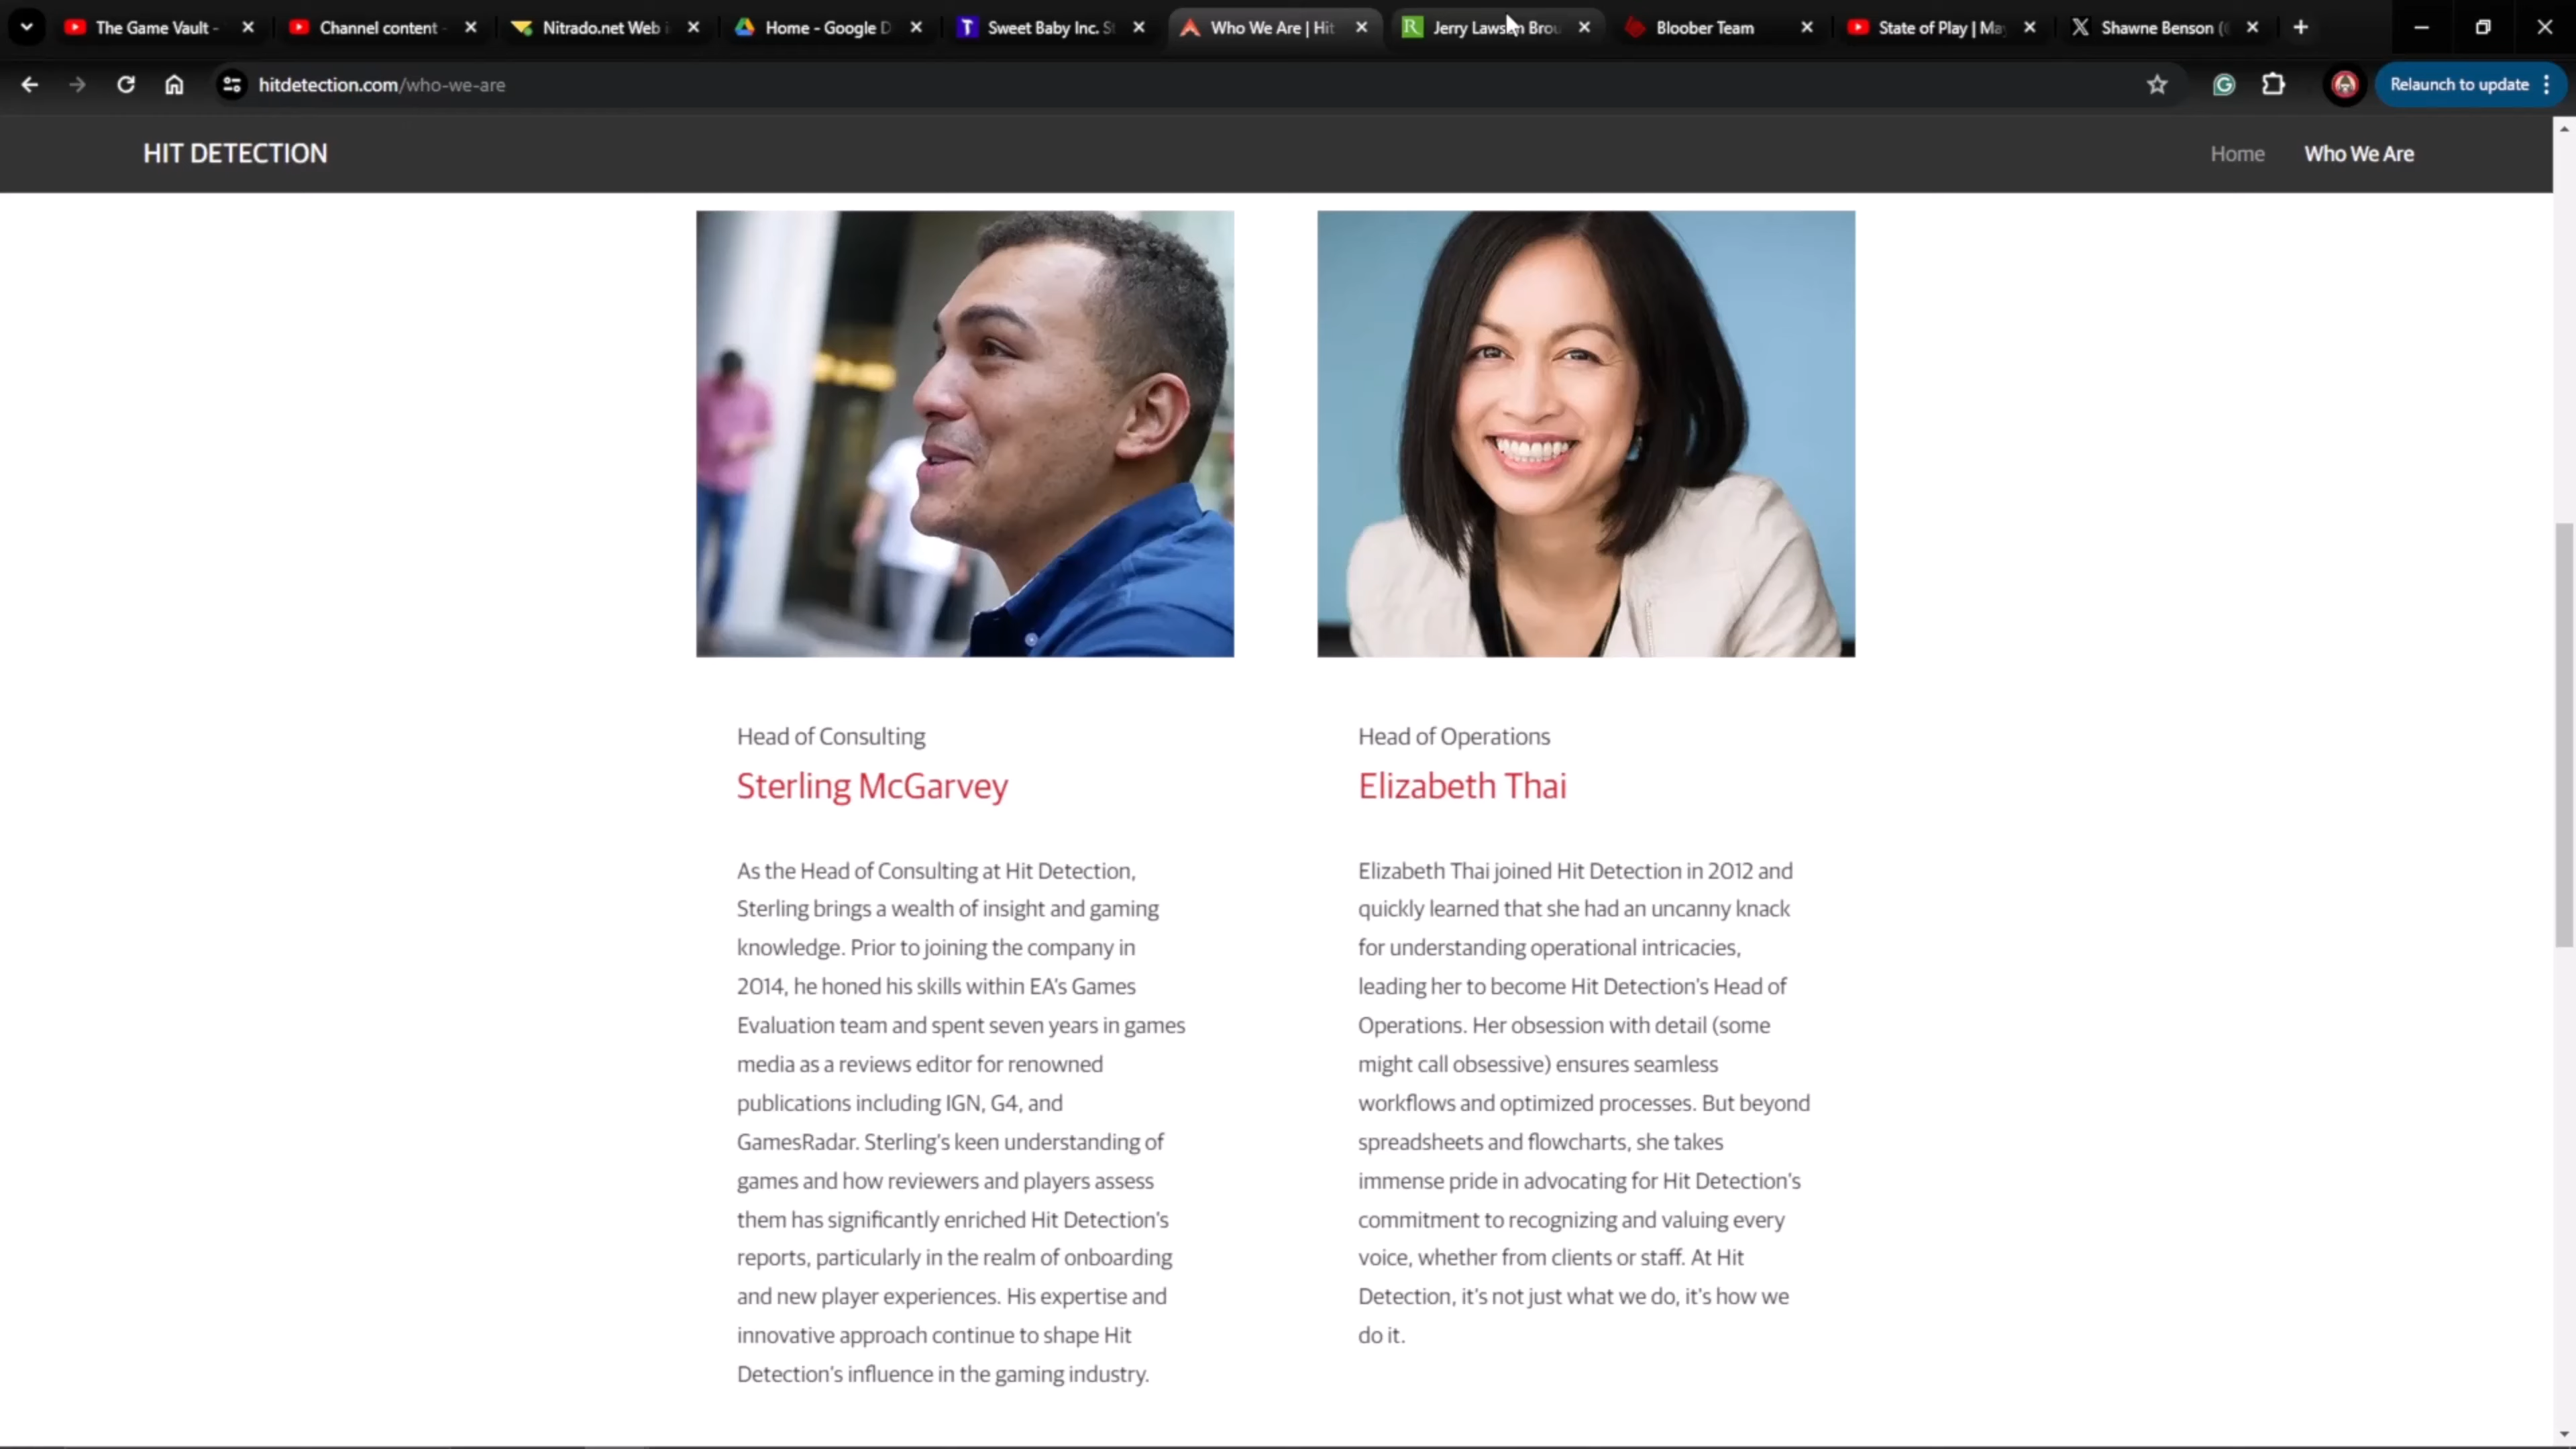 The Game Vault -
Channel content -
Nitrado.net Web i
Home - Google D
Sweet Baby Inc. S
Who We Are | Hit
Jerry Lawson Brou
Bloober Team
State of Play | Ma
Shawne Benson (
hitdetection.com/who-we-are
Relaunch to update
HIT DETECTION
Home
Who We Are
Head of Consulting
Sterling McGarvey
As the Head of Consulting at Hit Detection,
Sterling brings a wealth of insight and gaming
knowledge. Prior to joining the company in
2014, he honed his skills within EA's Games
Evaluation team and spent seven years in games
media as a reviews editor for renowned
publications including IGN, G4, and
GamesRadar. Sterling's keen understanding of
games and how reviewers and players assess
them has significantly enriched Hit Detection's
reports, particularly in the realm of onboarding
and new player experiences. His expertise and
innovative approach continue to shape Hit
Detection's influence in the gaming industry.
Head of Operations
Elizabeth Thai
Elizabeth Thai joined Hit Detection in 2012 and
quickly learned that she had an uncanny knack
for understanding operational intricacies,
leading her to become Hit Detection's Head of
Operations. Her obsession with detail (some
might call obsessive) ensures seamless
workflows and optimized processes. But beyond
spreadsheets and flowcharts, she takes
immense pride in advocating for Hit Detection's
commitment to recognizing and valuing every
voice, whether from clients or staff. At Hit
Detection, it's not just what we do, it's how we
do it.